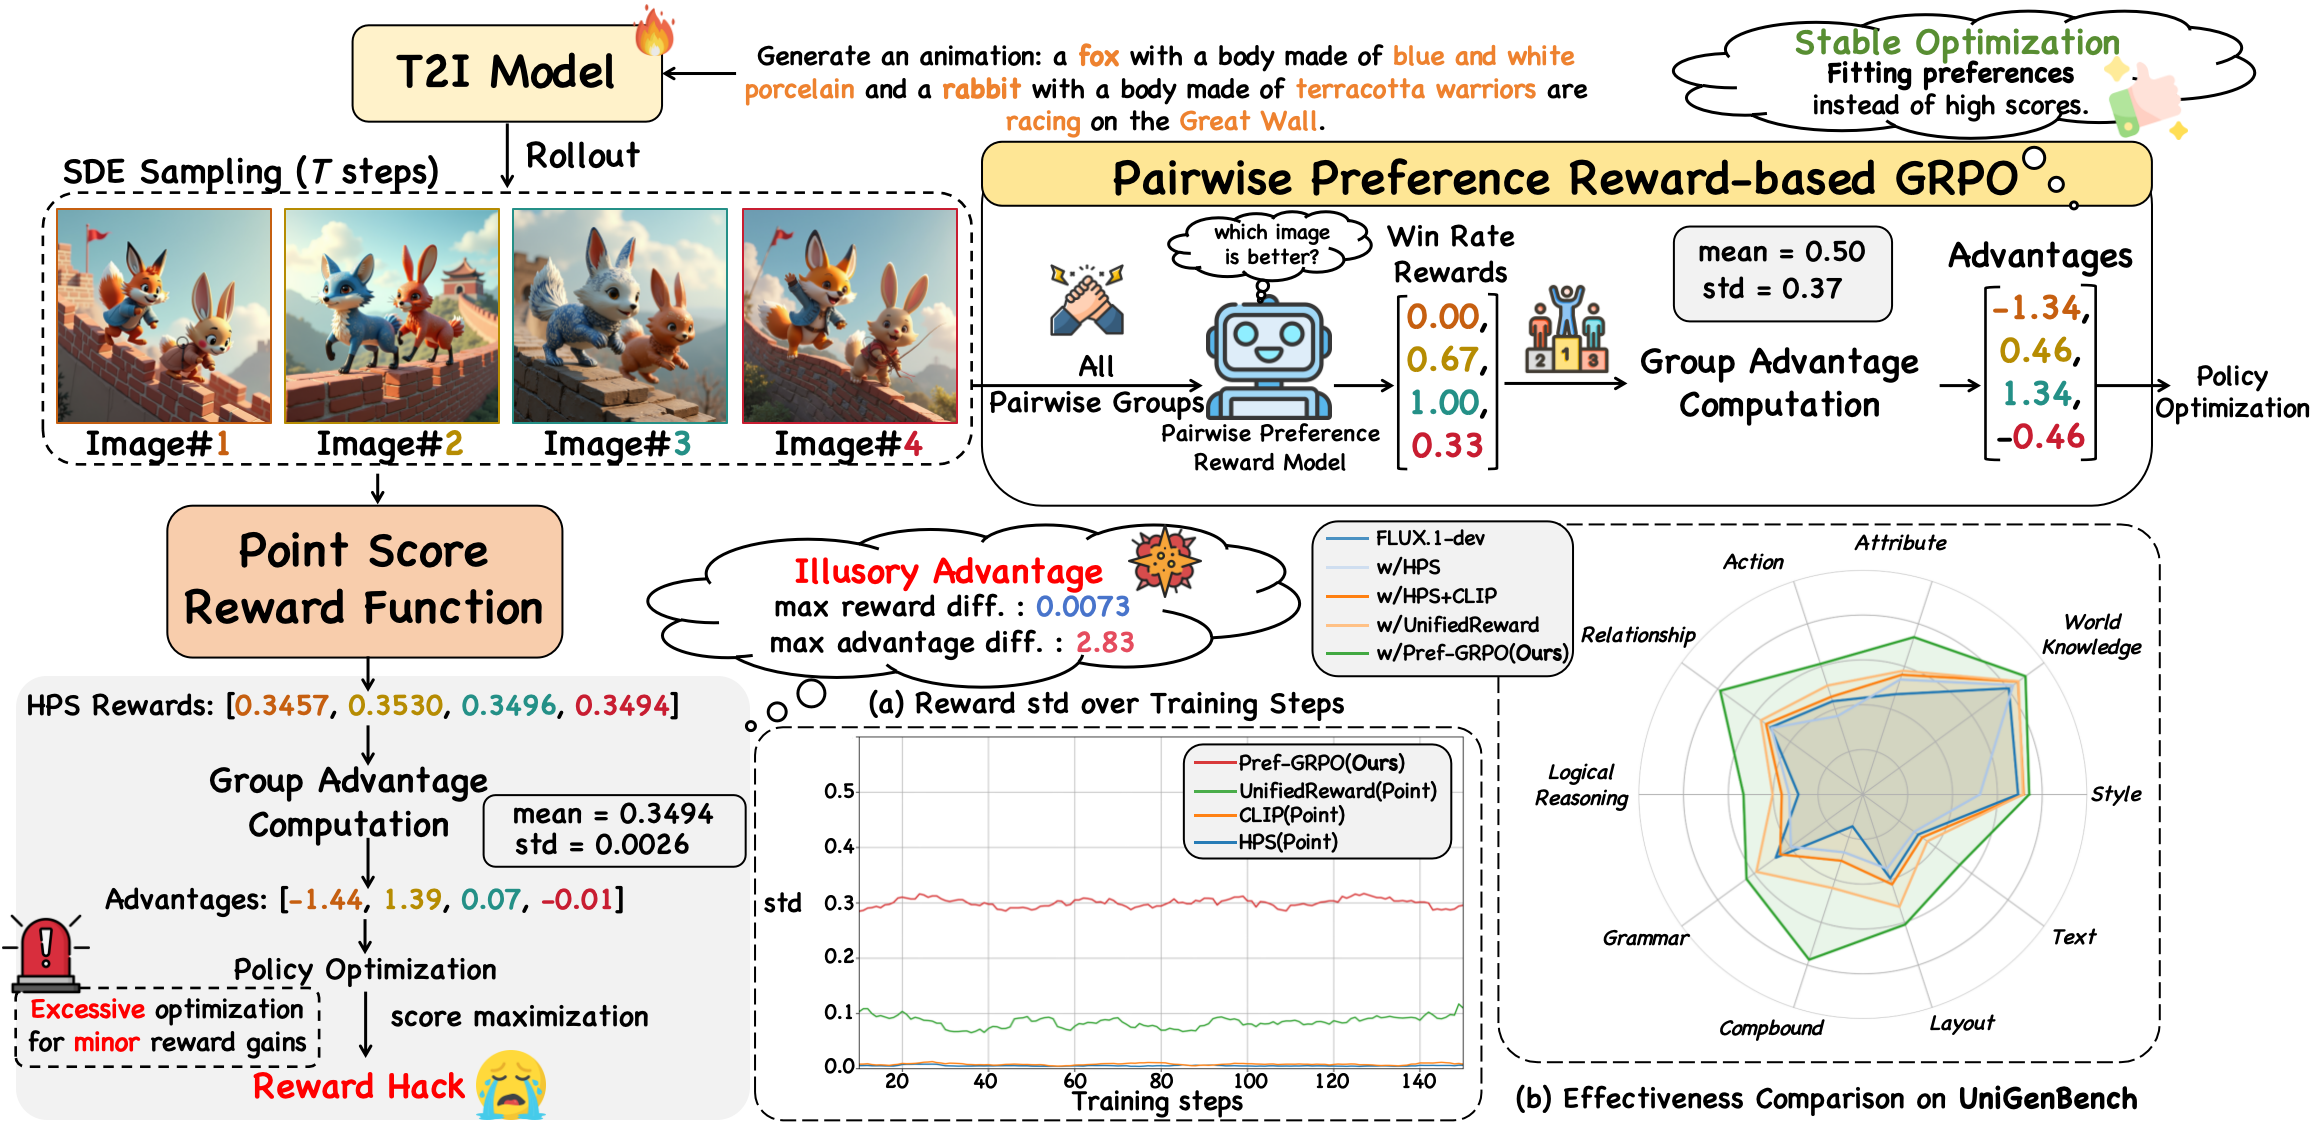 T2I Model
Generate an animation: a fox with a body made of blue and white
porcelain and a rabbit with a body made of terracotta warriors are
racing on the Great Wall.
Stable Optimization
Fitting preferences
instead of high scores.
Rollout
SDE Sampling (T steps)
Image#1
Image#2
Image#3
Image#4
Pairwise Preference Reward-based GRPO
All
Pairwise Groups
which image
is better?
Pairwise Preference
Reward Model
Win Rate
Rewards
0.00,
0.67,
1.00,
0.33
2 1 3
mean = 0.50
std = 0.37
Group Advantage
Computation
Advantages
-1.34,
0.46,
1.34,
-0.46
Policy
Optimization
Point Score
Reward Function
HPS Rewards: [0.3457, 0.3530, 0.3496, 0.3494]
Group Advantage
Computation
mean = 0.3494
std = 0.0026
Advantages: [-1.44, 1.39, 0.07, -0.01]
Policy Optimization
!
Excessive optimization
for minor reward gains
score maximization
Reward Hack
Illusory Advantage
max reward diff. : 0.0073
max advantage diff. : 2.83
(a) Reward std over Training Steps
Pref-GRPO(Ours)
UnifiedReward(Point)
CLIP(Point)
HPS(Point)
std
0.5
0.4
0.3
0.2
0.1
0.0
20 40 60 80 100 120 140
Training steps
FLUX.1-dev
w/HPS
w/HPS+CLIP
w/UnifiedReward
w/Pref-GRPO(Ours)
Attribute
Action
World
Knowledge
Relationship
Logical
Reasoning
Style
Grammar
Text
Compbound
Layout
(b) Effectiveness Comparison on UniGenBench